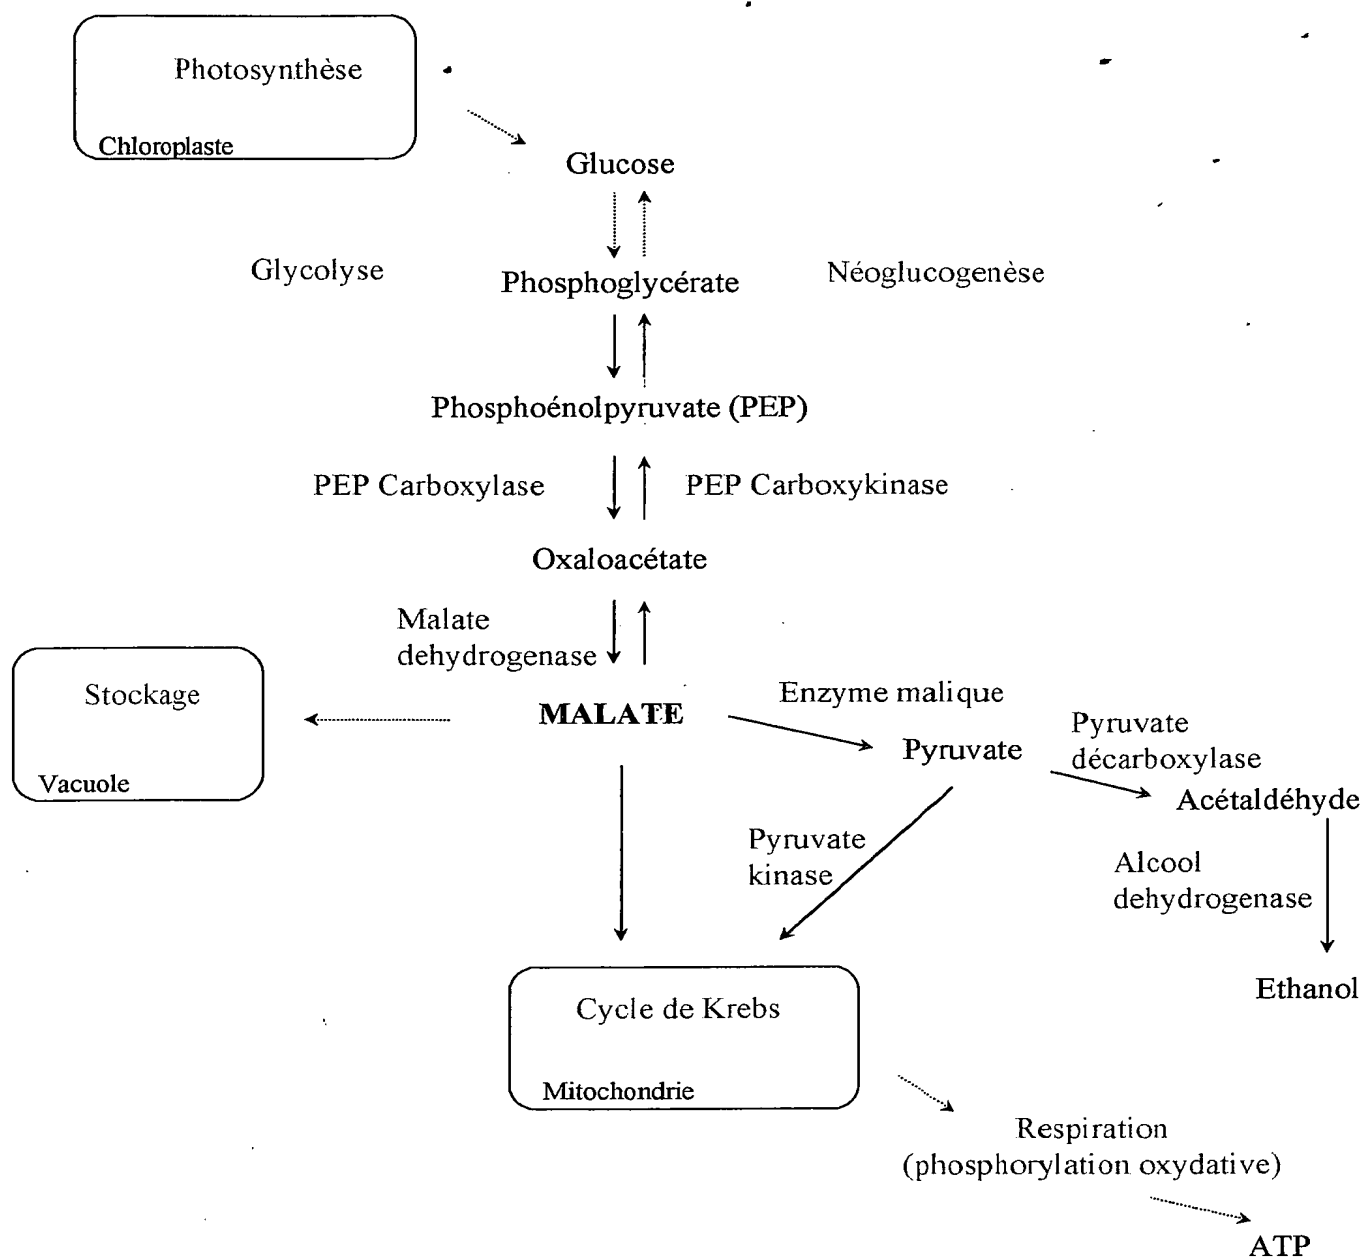 Photosynthèse
Chloroplaste
Glucose
Glycolyse
Phosphoglycérate
Néoglucogenèse
Phosphoénolpyruvate (PEP)
PEP Carboxylase
PEP Carboxykinase
Oxaloacétate
Malate
dehydrogenase
Stockage
Vacuole
MALATE
Enzyme malique
Pyruvate
Pyruvate
décarboxylase
Acétaldéhyde
Pyruvate
kinase
Alcool
dehydrogenase
Ethanol
Cycle de Krebs
Mitochondrie
Respiration
(phosphorylation oxydative)
ATP